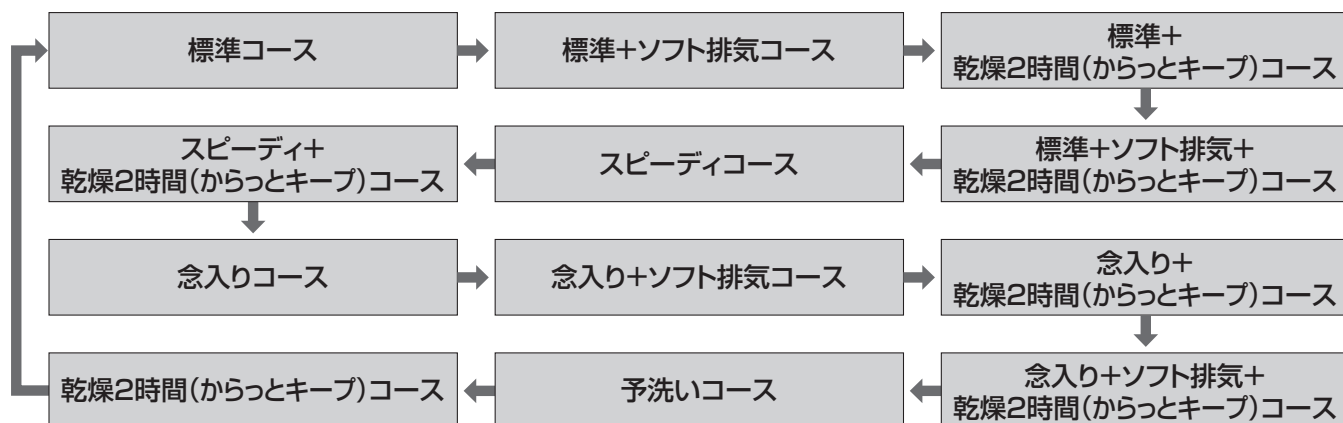 標準コース
標準+ソフト排気コース
標準+
乾燥2時間(からっとキープ)コース
スピーディ+
乾燥2時間(からっとキープ)コース
スピーディコース
標準+ソフト排気+
乾燥2時間(からっとキープ)コース
念入りコース
念入り+ソフト排気コース
念入り+
乾燥2時間(からっとキープ)コース
乾燥2時間(からっとキープ)コース
予洗いコース
念入り+ソフト排気+
乾燥2時間(からっとキープ)コース